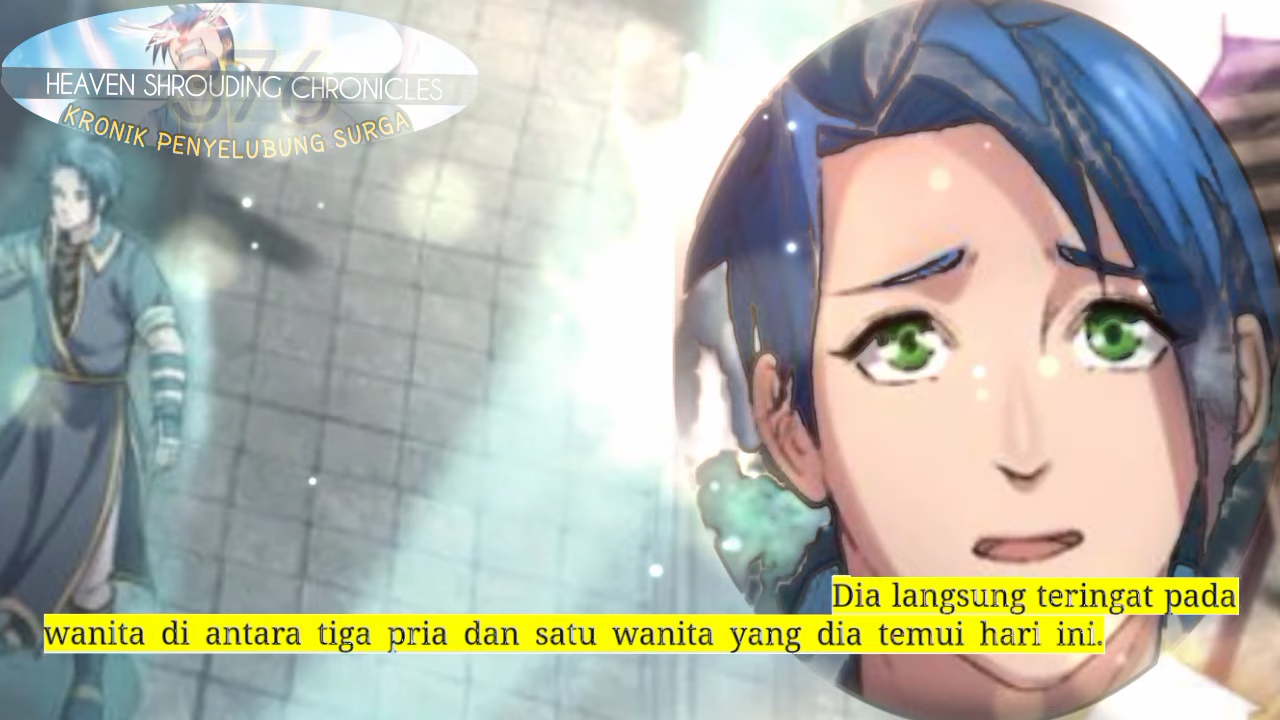 376
HEAVEN SHROUDING CHRONICLES
KRONIK PENYELUBUNG SURGA
Dia langsung teringat pada
wanita di antara tiga pria dan satu wanita yang dia temui hari ini.